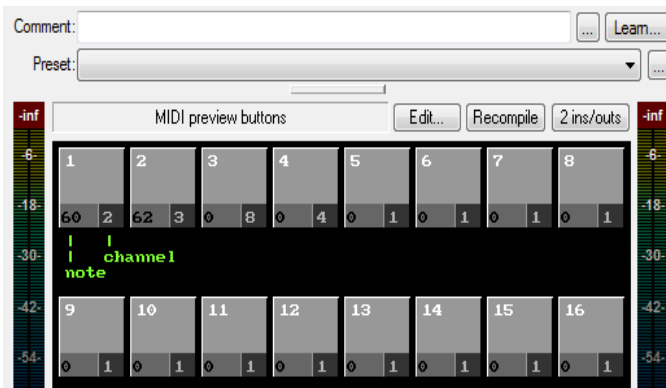 Comment: ... Learn...
Preset: ...
-inf MIDI preview buttons Edit... Recompile 2 ins/outs -inf
-6- -6-
1 2 3 4 5 6 7 8
-18- -18-
60 2 62 3 0 8 0 4 0 1 0 1 0 1 0 1
-30- channel -30-
note
-42- 9 10 11 12 13 14 15 16 -42-
-54- -54-
0 1 0 1 0 1 0 1 0 1 0 1 0 1 0 1